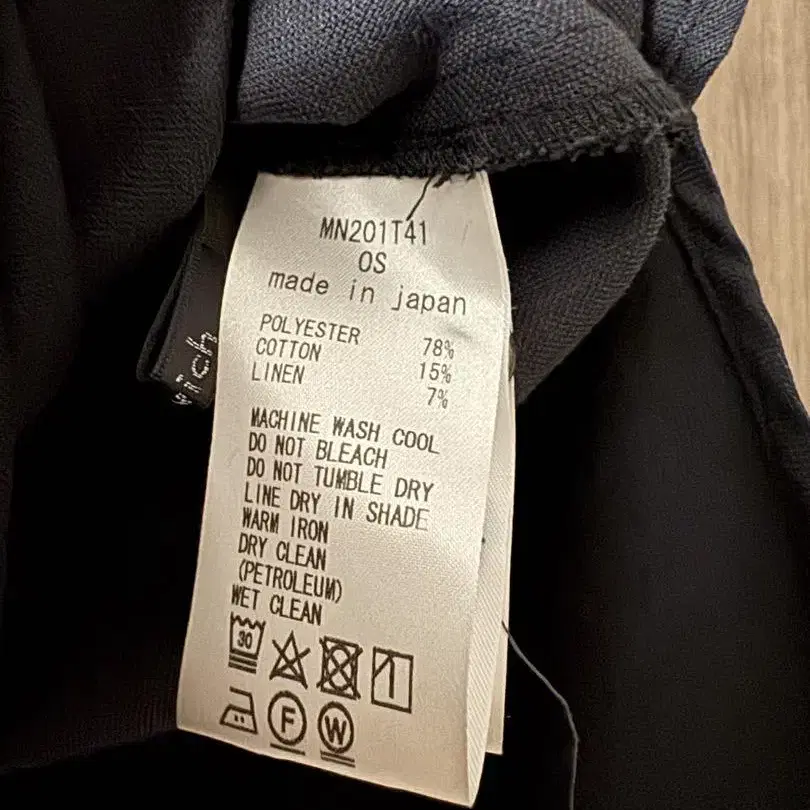 MN201T41
OS
made in japan
POLYESTER 78%
COTTON 15%
LINEN 7%
MACHINE WASH COOL
DO NOT BLEACH
DO NOT TUMBLE DRY
LINE DRY IN SHADE
WARM IRON
DRY CLEAN
(PETROLEUM)
WET CLEAN
30
F W